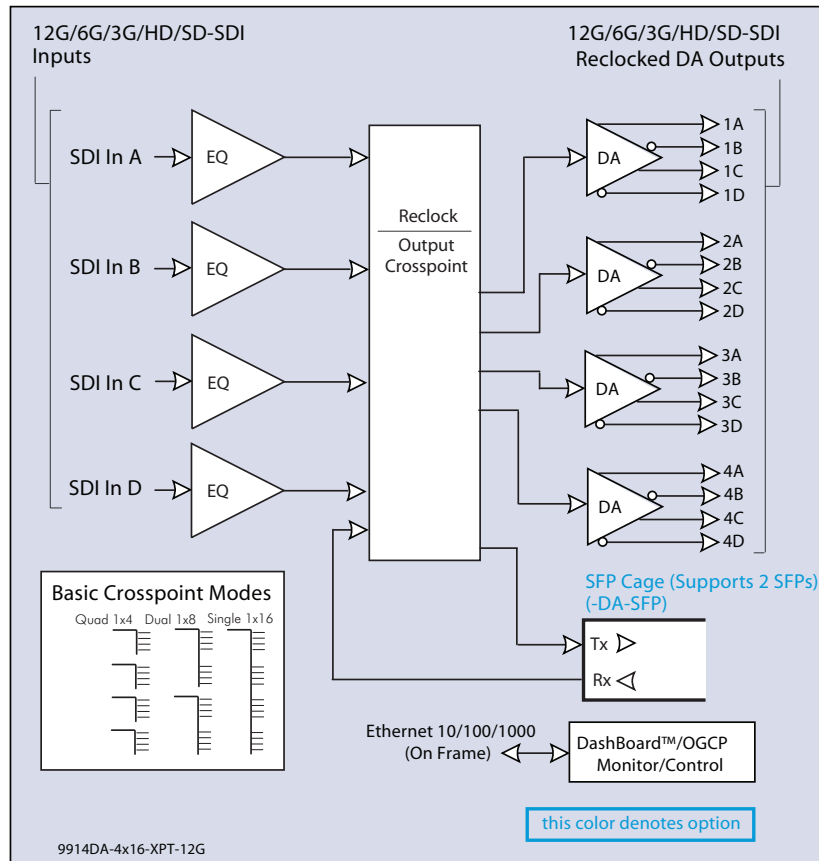 12G/6G/3G/HD/SD-SDI
Inputs
12G/6G/3G/HD/SD-SDI
Reclocked DA Outputs
SDI In A
EQ
SDI In B
EQ
SDI In C
EQ
SDI In D
EQ
Reclock
Output
Crosspoint
DA
1A
1B
1C
1D
DA
2A
2B
2C
2D
DA
3A
3B
3C
3D
DA
4A
4B
4C
4D
SFP Cage (Supports 2 SFPs)
(-DA-SFP)
Tx
Rx
Basic Crosspoint Modes
Quad 1x4 Dual 1x8 Single 1x16
Ethernet 10/100/1000
(On Frame)
DashBoard™/OGCP
Monitor/Control
this color denotes option
9914DA-4x16-XPT-12G